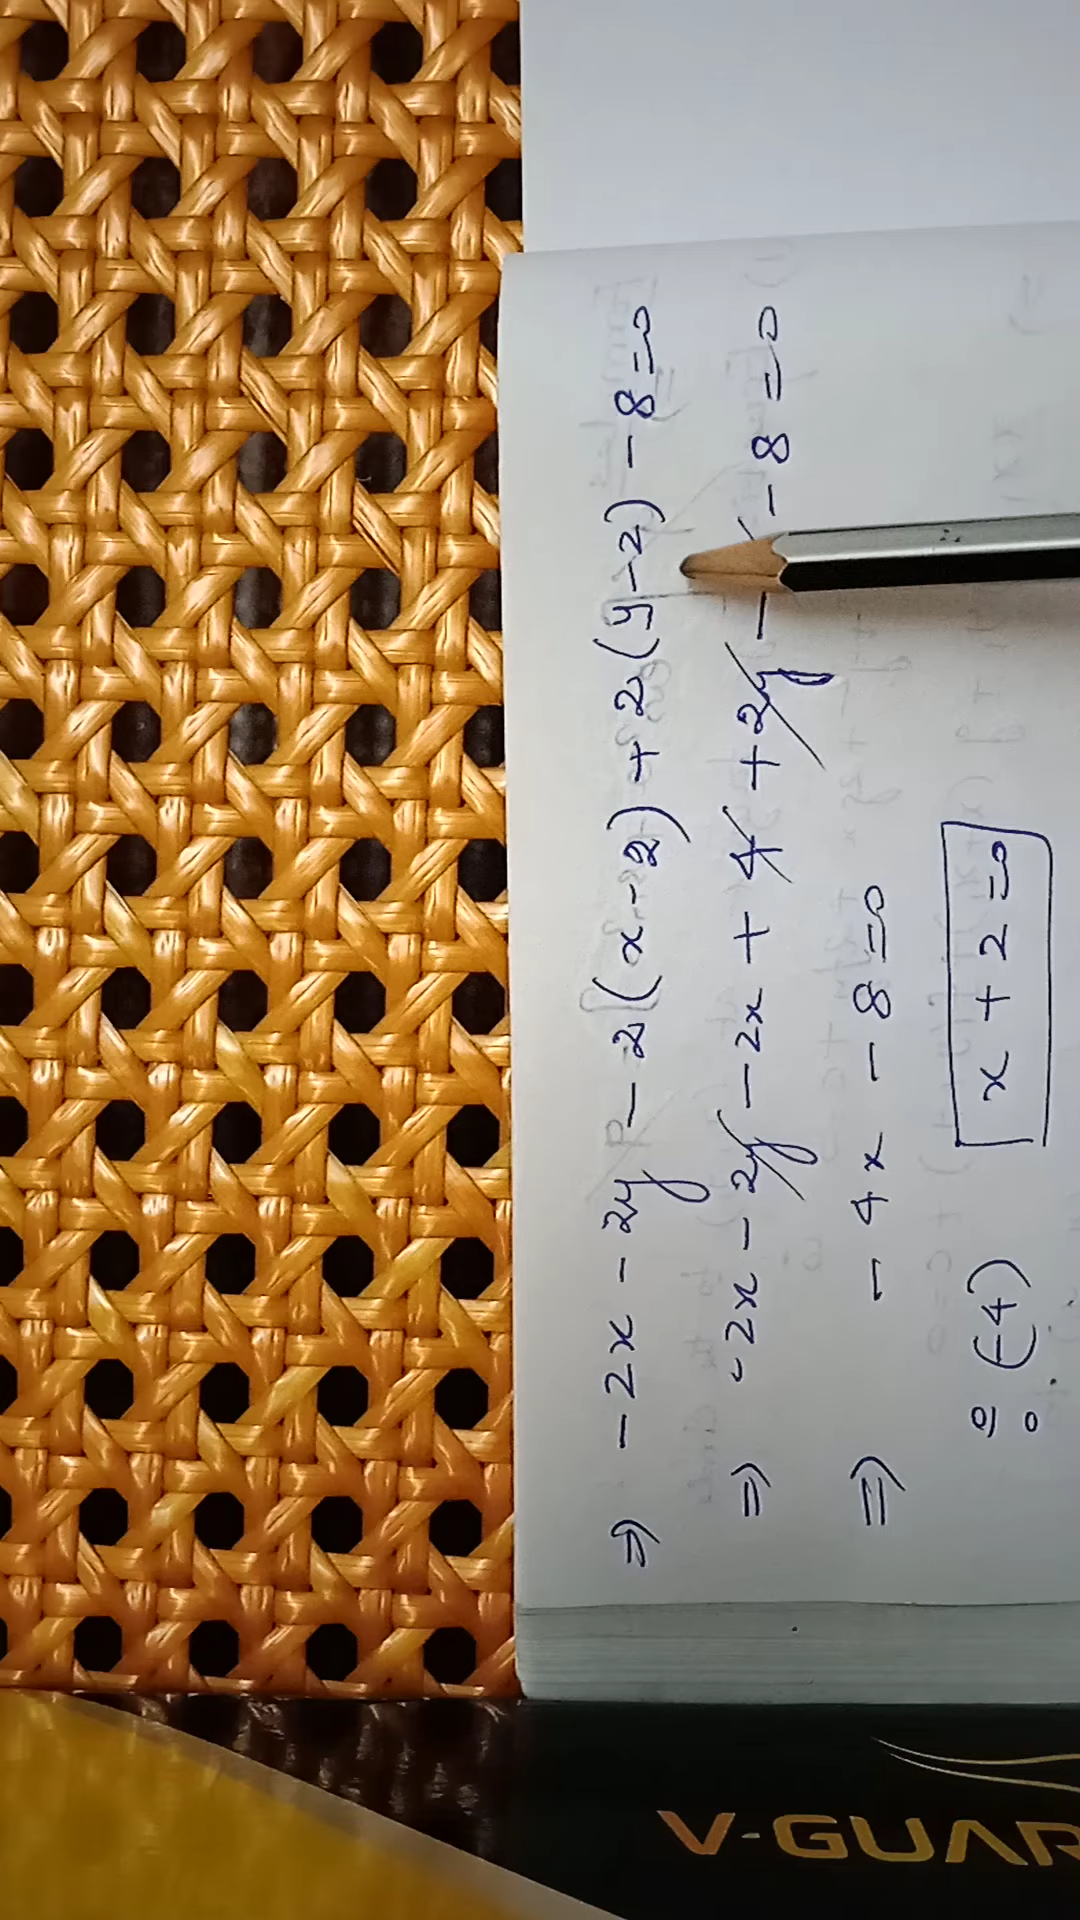 ⇒ -2x - 2y - 2(x-2) + 2(y-2) - 8 = 0
⇒ -2x - 2y - 2x + 4 + 2y - - 8 = 0
⇒ -4x - 8 = 0
÷ (-4) x + 2 = 0
V-GUAR